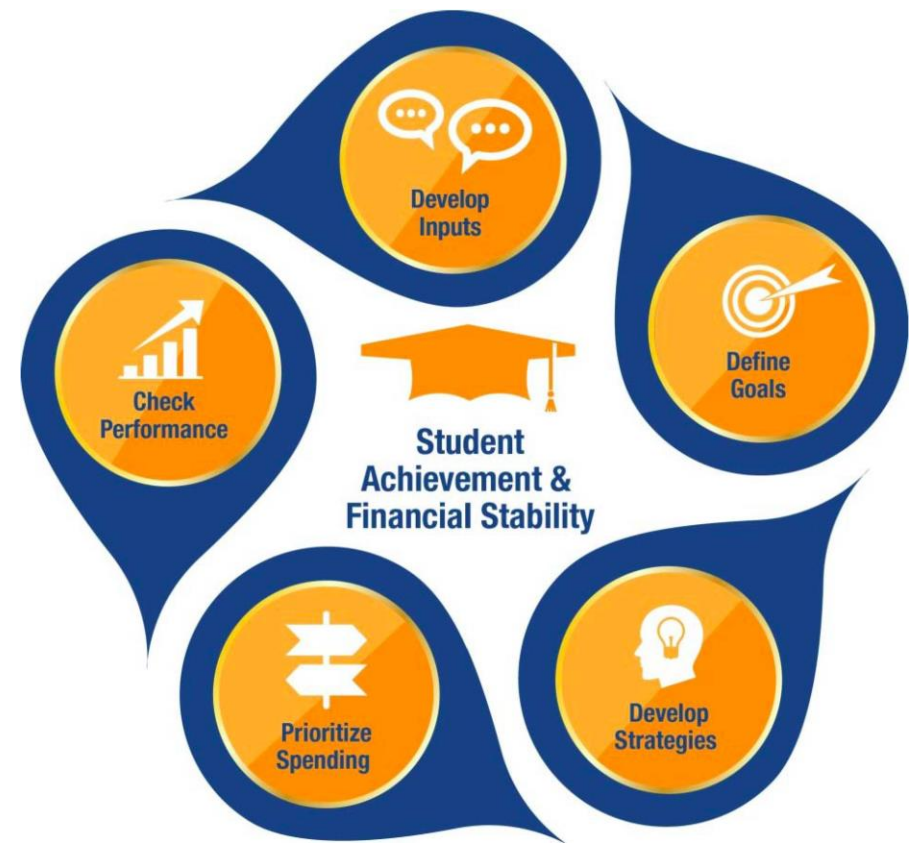 Develop
Inputs
Define
Goals
Develop
Strategies
Prioritize
Spending
Check
Performance
Student
Achievement &
Financial Stability